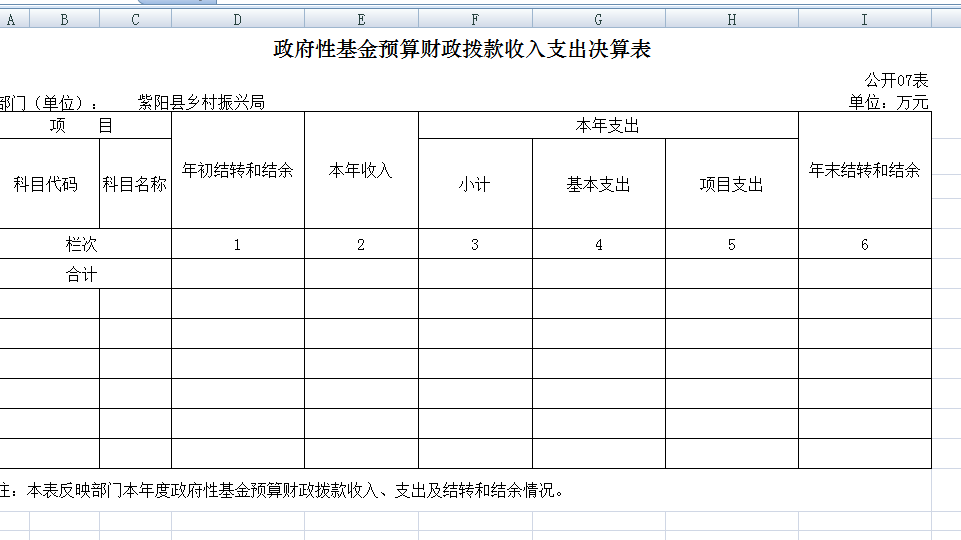 A B C D E F G H I
政府性基金预算财政拨款收入支出决算表
公开07表
部门（单位）： 紫阳县乡村振兴局 单位：万元
项 目 本年支出
年初结转和结余 本年收入 年末结转和结余
科目代码 科目名称 小计 基本支出 项目支出
栏次 1 2 3 4 5 6
合计
注：本表反映部门本年度政府性基金预算财政拨款收入、支出及结转和结余情况。